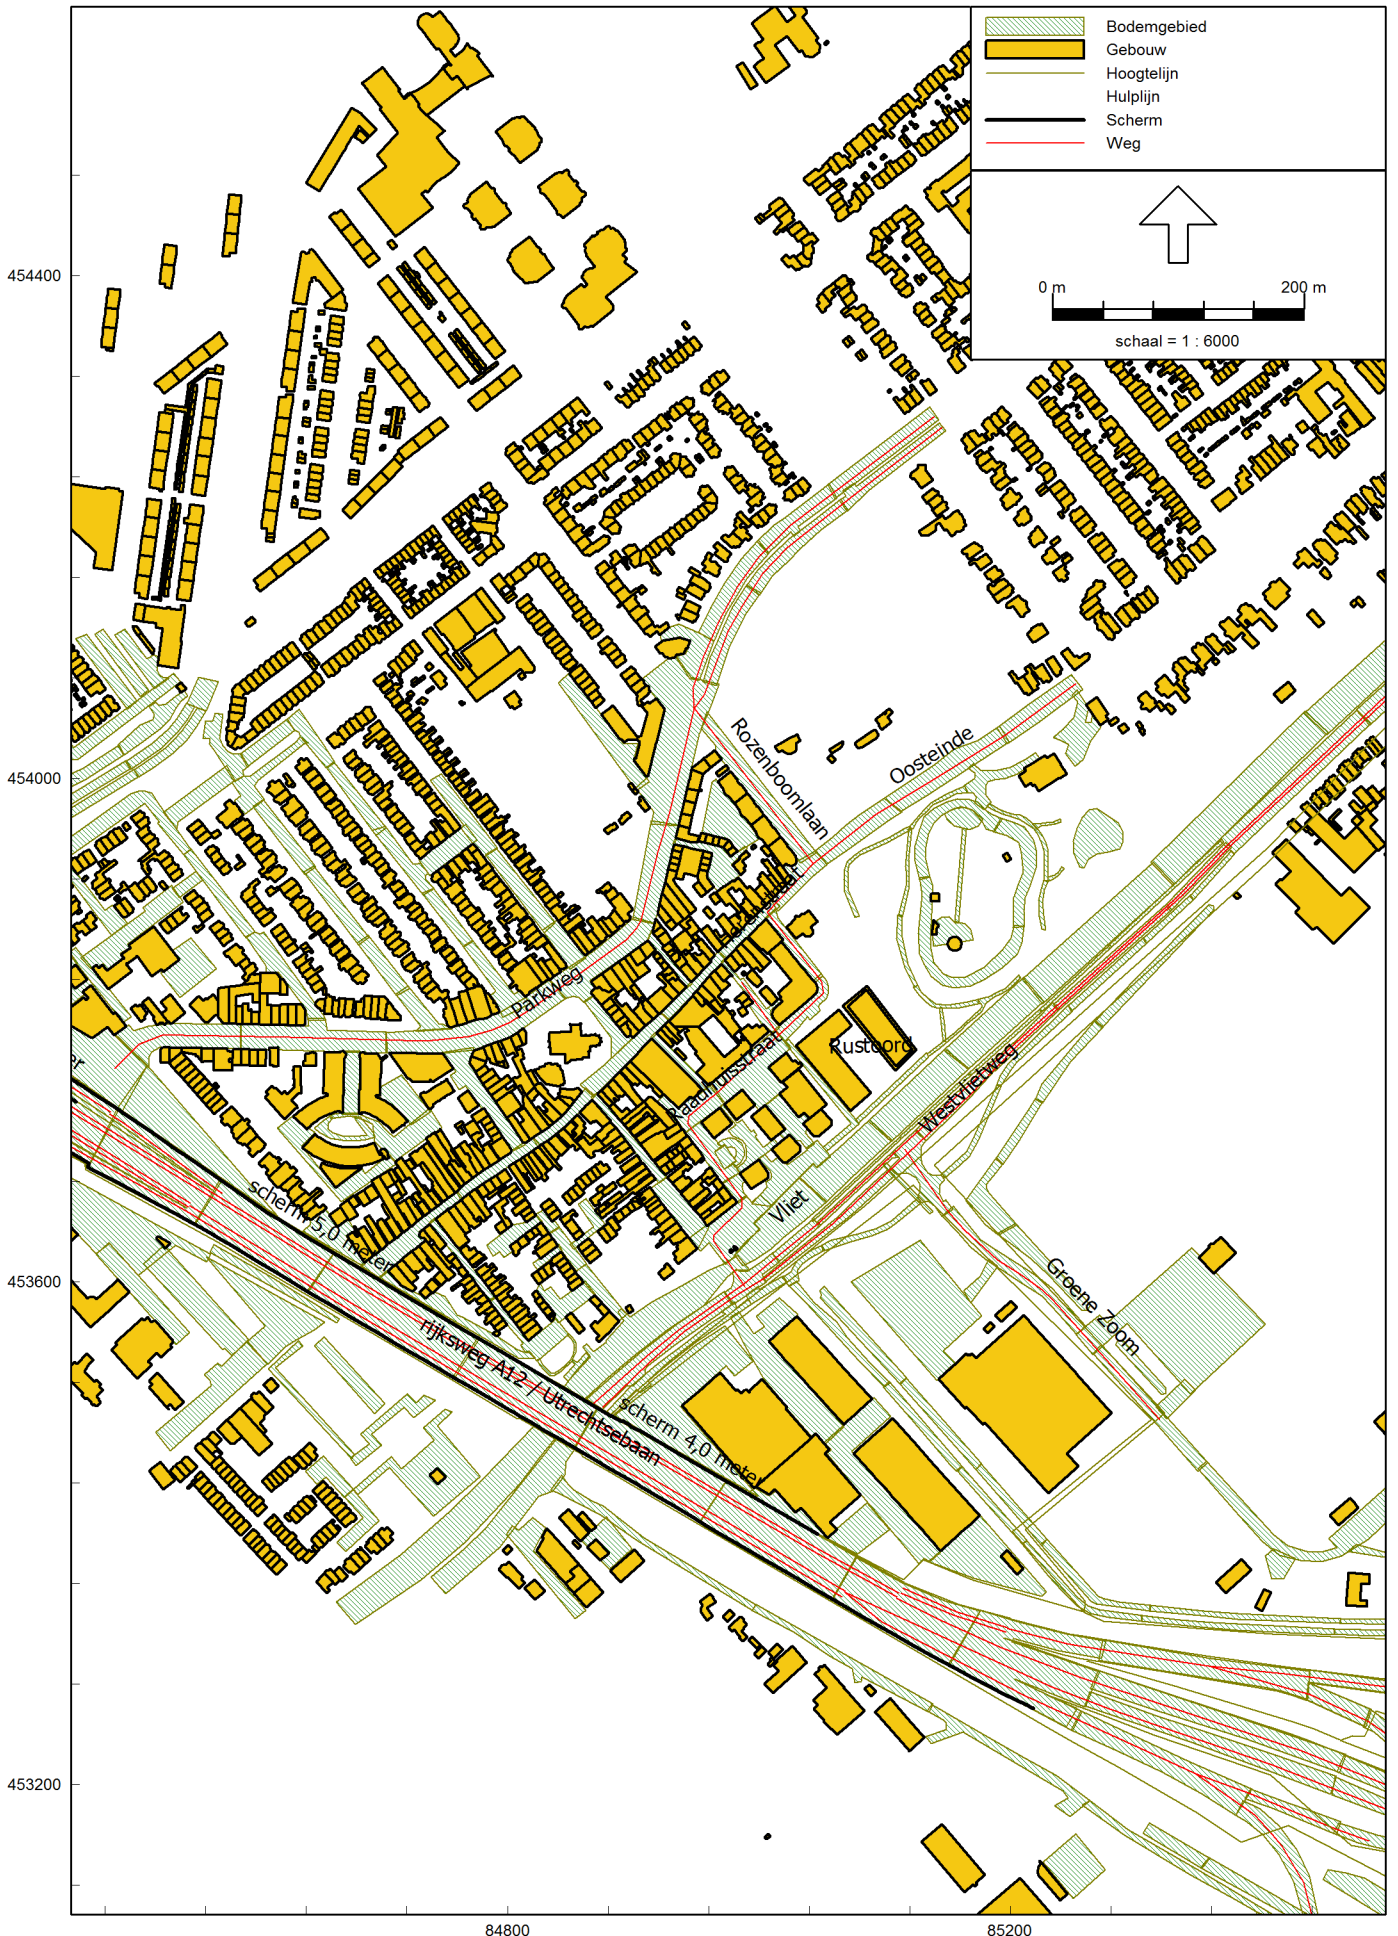 Bodemgebied
Gebouw
Hoogtelijn
Hulplijn
Scherm
Weg
0 m
200 m
schaal = 1 : 6000
454400
454000
453600
453200
84800
85200
Rozenboomlaan
Oosteinde
Herenstraat
Parkweg
Rustoord
Raadhuisstraat
Westvlietweg
Vliet
scherm 5,0 meter
Groene Zoom
rijksweg A12 / Utrechtsebaan
scherm 4,0 meter